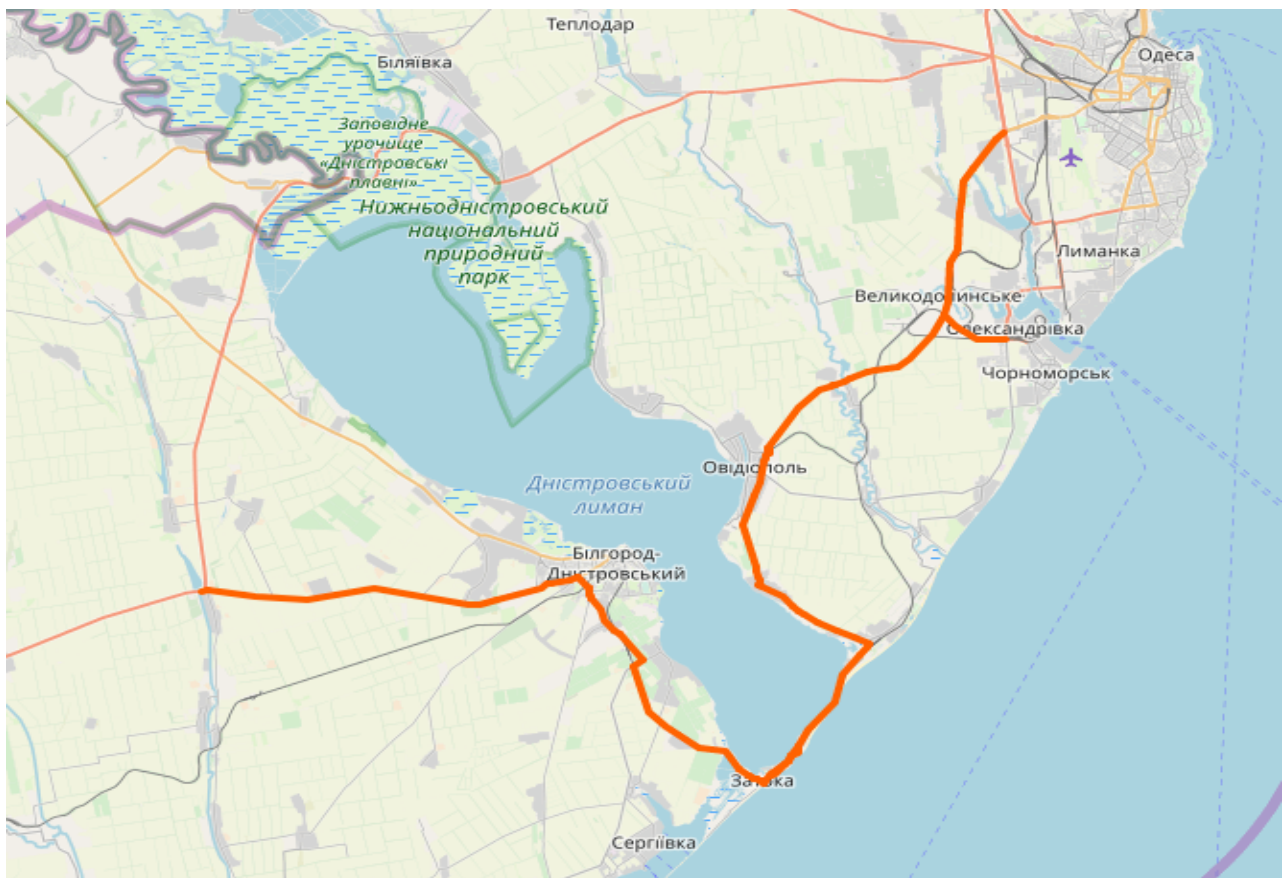 Теплодар
Одеса
Біляївка
Заповідне
урочище
«Дністровські
плавні»
Нижньодністровський
національний
природний
парк
Лиманка
Великодолинське
Олександрівка
Чорноморськ
Овідіополь
Дністровський
лиман
Білгород-
Дністровський
Затока
Сергіївка